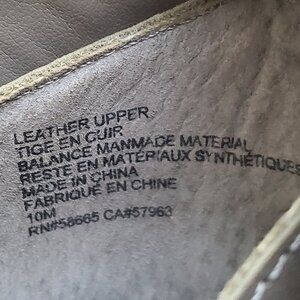 LEATHER UPPER
TIGE EN CUIR
BALANCE MANMADE MATERIAL
RESTE EN MATÉRIAUX SYNTHÉTIQUES
MADE IN CHINA
FABRIQUÉ EN CHINE
10M
RN#58665 CA#57963